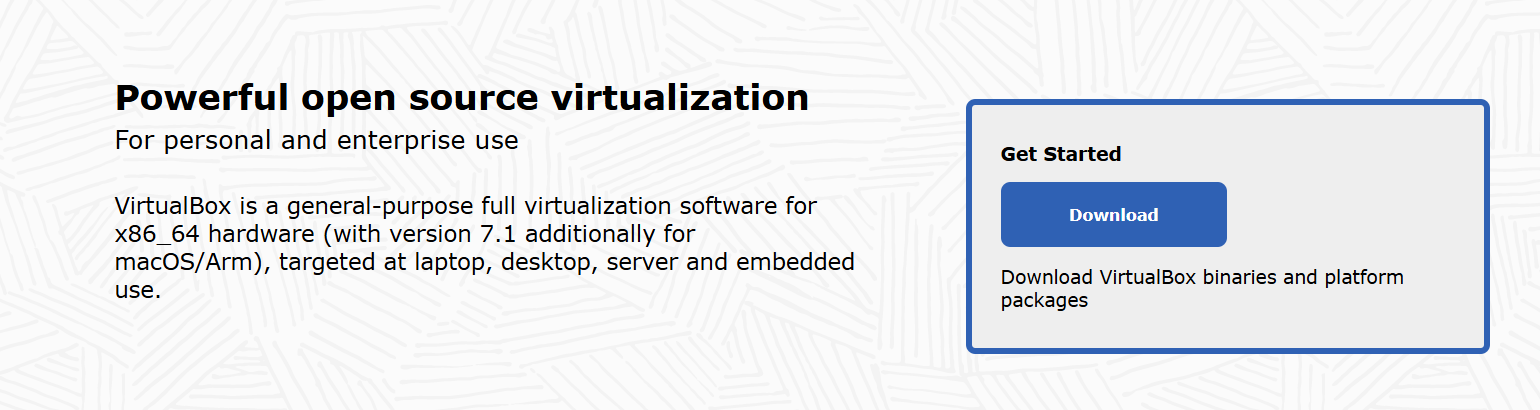 Powerful open source virtualization
For personal and enterprise use
VirtualBox is a general-purpose full virtualization software for
x86_64 hardware (with version 7.1 additionally for
macOS/Arm), targeted at laptop, desktop, server and embedded
use.
Get Started
Download
Download VirtualBox binaries and platform
packages